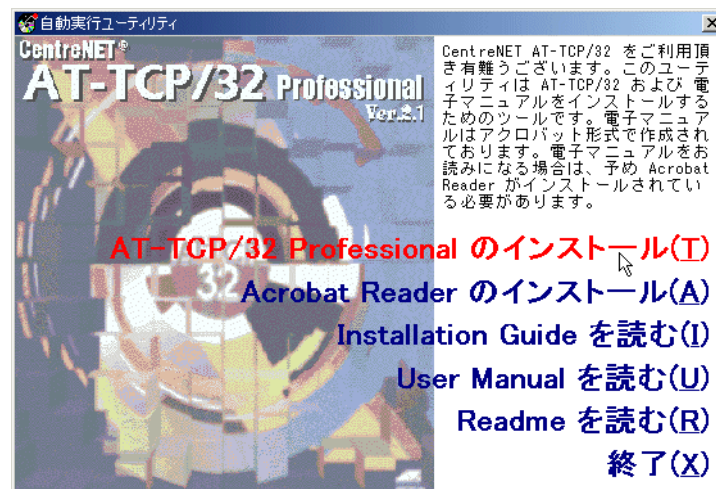 自動実行ユーティリティ
CentreNET®
AT-TCP/32 Professional
Ver.2.1
CentreNET AT-TCP/32 をご利用頂
き有難うございます。このユーテ
ィリティは AT-TCP/32 および 電
子マニュアルをインストールする
ためのツールです。電子マニュア
ルはアクロバット形式で作成され
ております。電子マニュアルをお
読みになる場合は、予め Acrobat
Reader がインストールされてい
る必要があります。
32
AT-TCP/32 Professional のインストール(T)
Acrobat Reader のインストール(A)
Installation Guide を読む(I)
User Manual を読む(U)
Readme を読む(R)
終了(X)